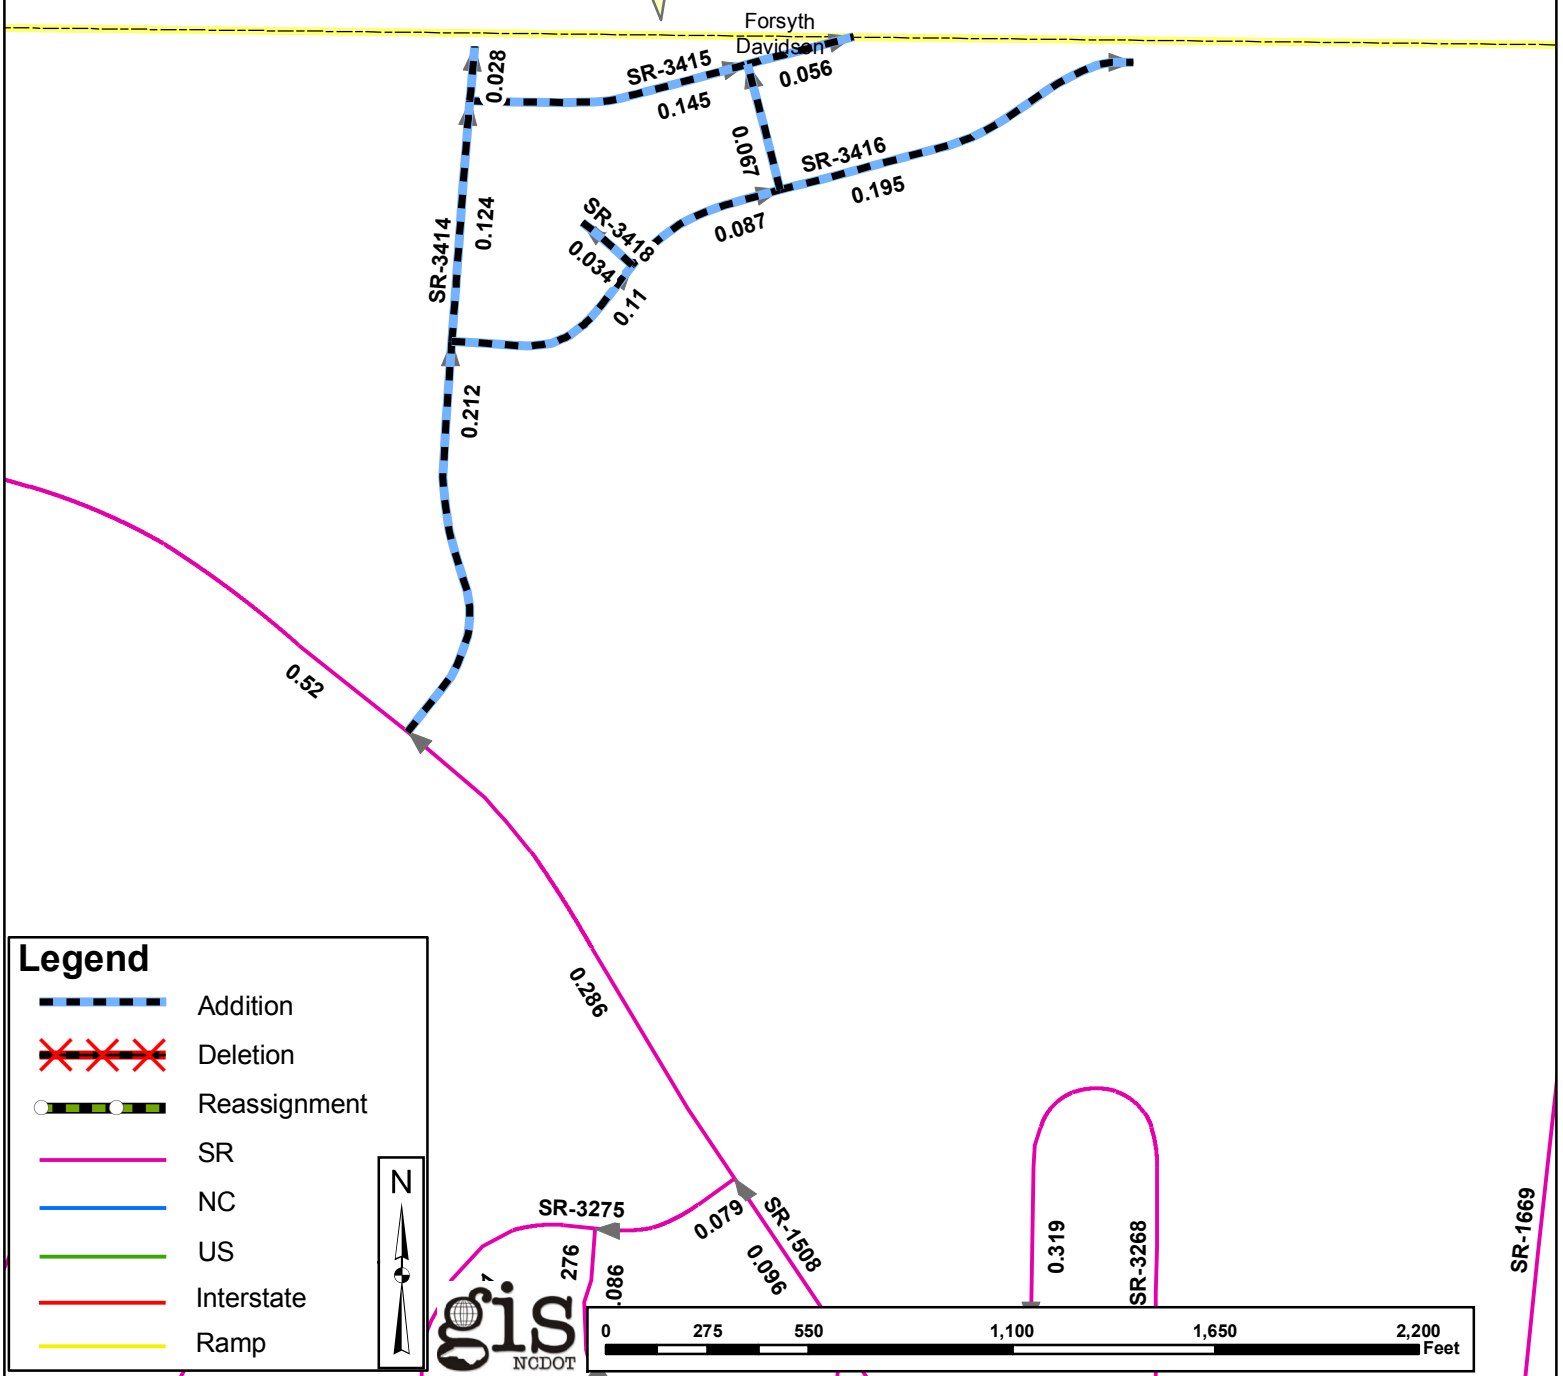 Forsyth
Davidson
0.028
SR-3415
0.145
0.056
0.067
SR-3416
0.195
SR-3414
0.124
SR-3418
0.034
0.087
0.11
0.212
0.52
0.286
Legend
Addition
Deletion
Reassignment
SR
NC
US
Interstate
Ramp
N
SR-3275
0.079
SR-1508
0.096
276
.086
0.319
SR-3268
SR-1669
gis
NCDOT
0 275 550 1,100 1,650 2,200
Feet